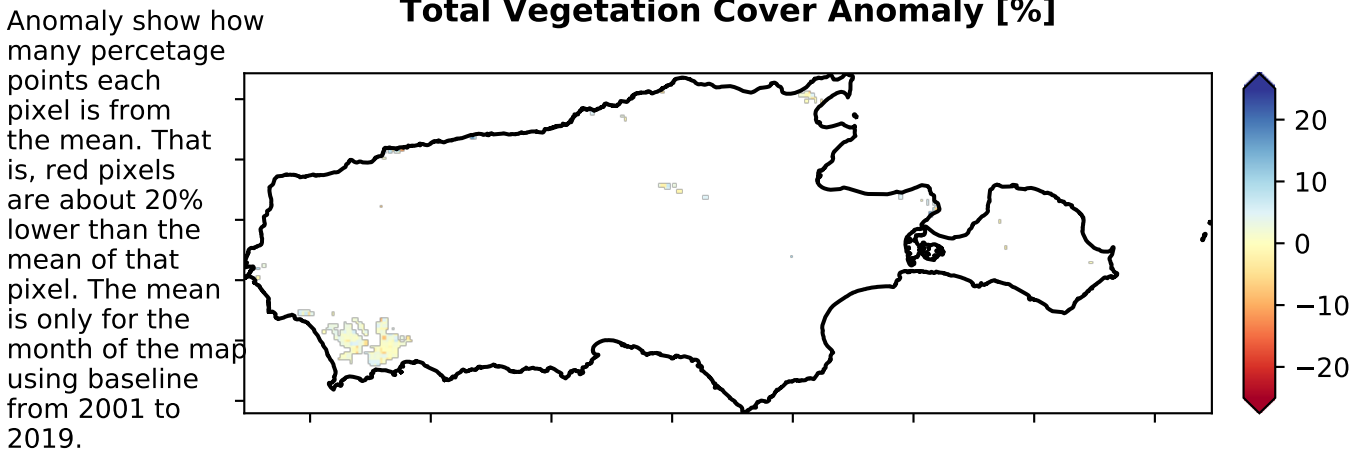 Total Vegetation Cover Anomaly [%]
Anomaly show how
many percetage
points each
pixel is from
the mean. That
is, red pixels
are about 20%
lower than the
mean of that
pixel. The mean
is only for the
month of the map
using baseline
from 2001 to
2019.
20
10
0
−10
−20